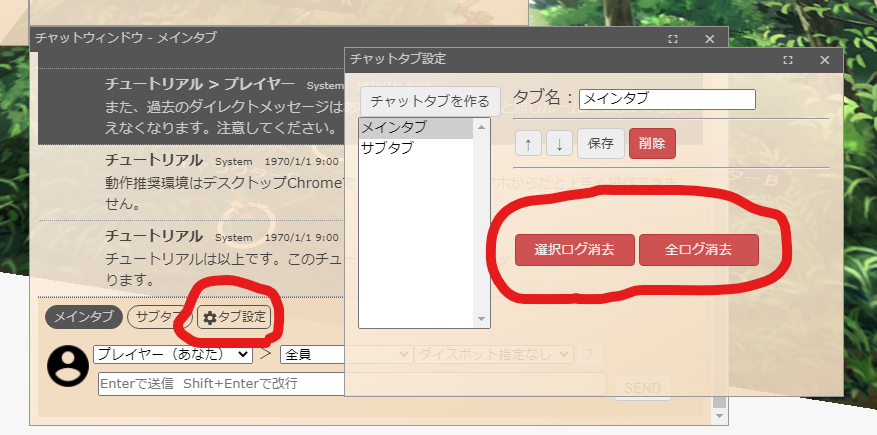 チャットウィンドウ - メインタブ
チャットタブ設定
チュートリアル > プレイヤー System
また、過去のダイレクトメッセージは
えなくなります。注意してください。
チュートリアル System 1970/1/1 9:00
動作推奨環境はデスクトップChromeで
せん。
チュートリアル System 1970/1/1 9:00
チュートリアルは以上です。このチュー
ります。
メインタブ サブタブ タブ設定
プレイヤー（あなた） > 全員 ダイスボット指定なし ?
Enterで送信 Shift+Enterで改行
SEND
チャットタブを作る
メインタブ
サブタブ
タブ名：メインタブ
↑ ↓ 保存 削除
選択ログ消去 全ログ消去